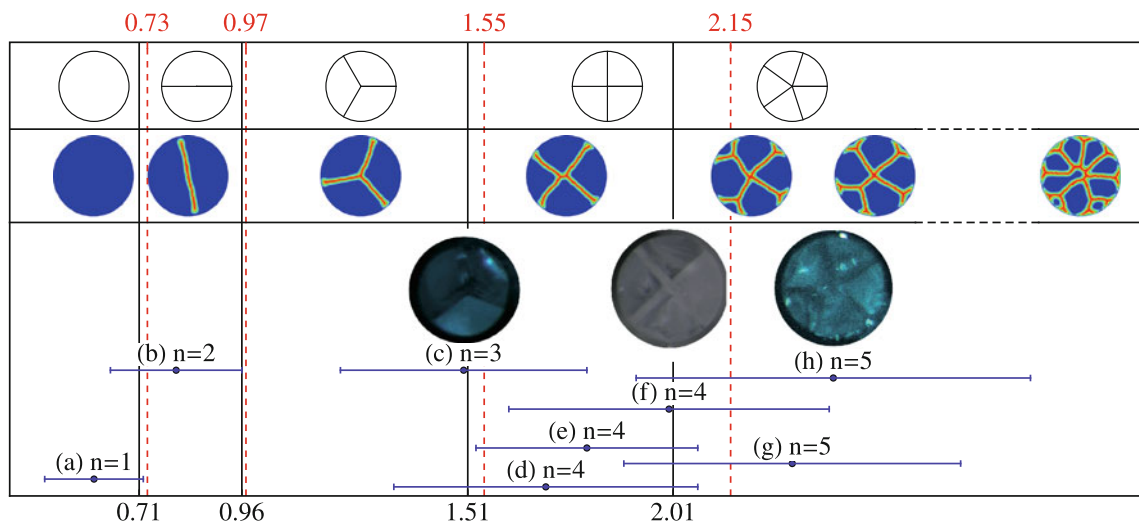 0.73 0.97 1.55 2.15
(b) n=2 (c) n=3 (h) n=5
(f) n=4
(e) n=4
(a) n=1 (d) n=4 (g) n=5
0.71 0.96 1.51 2.01